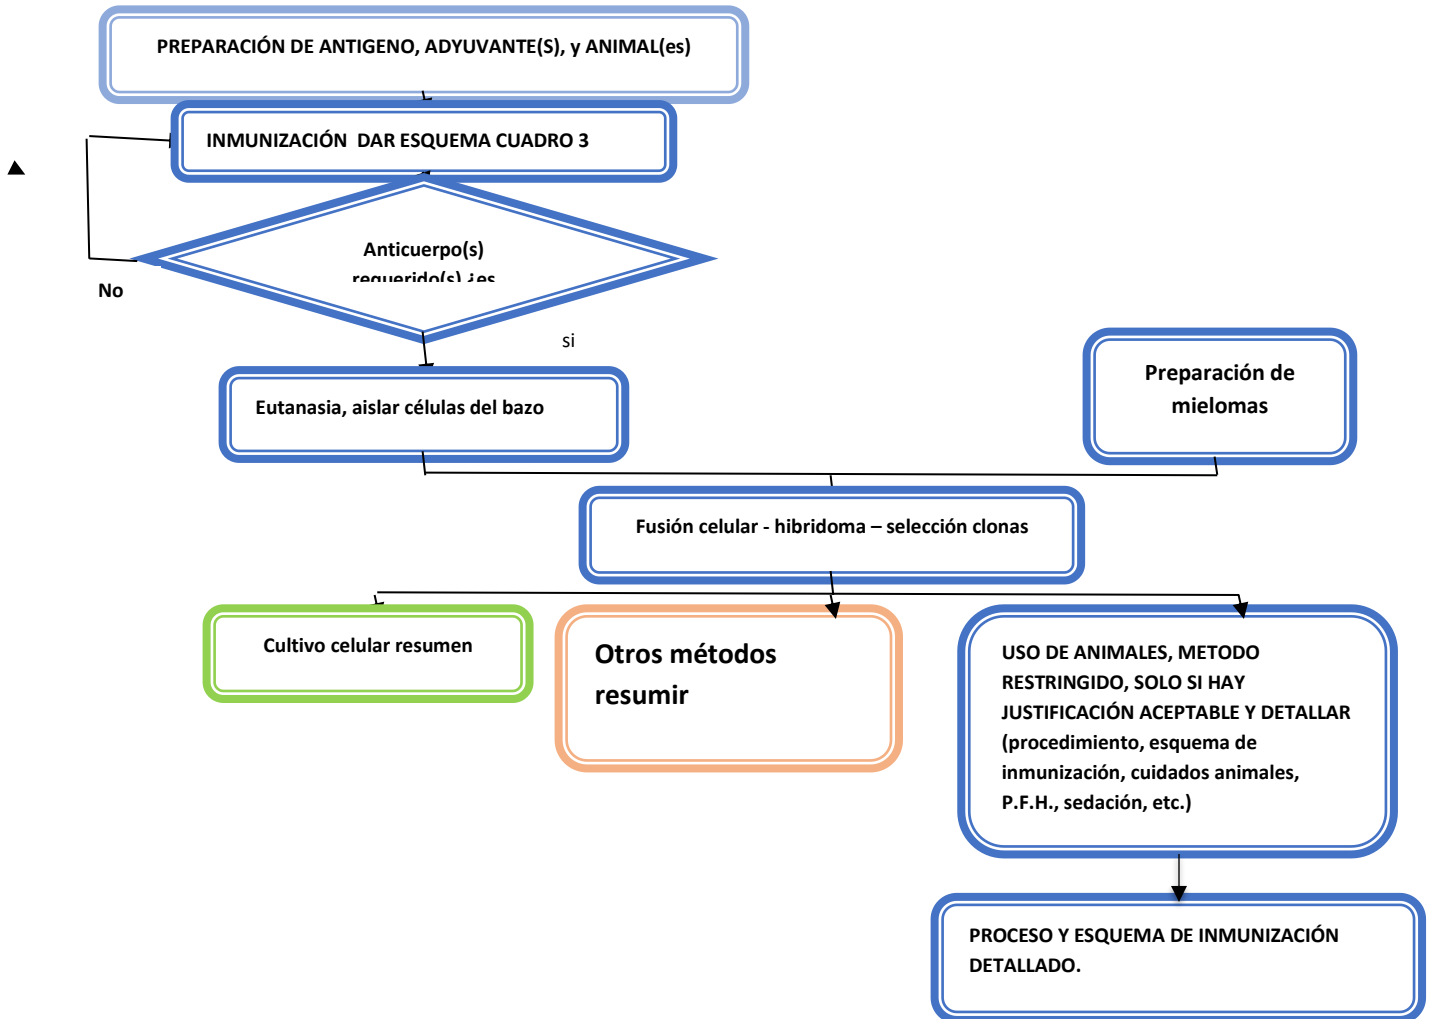 PREPARACIÓN DE ANTIGENO, ADYUVANTE(S), y ANIMAL(es)
INMUNIZACIÓN  DAR ESQUEMA CUADRO 3
Anticuerpo(s)
requerido(s) ¿es
No
si
Eutanasia, aislar células del bazo
Preparación de
mielomas
Fusión celular - hibridoma – selección clonas
Cultivo celular resumen
Otros métodos
resumir
USO DE ANIMALES, METODO
RESTRINGIDO, SOLO SI HAY
JUSTIFICACIÓN ACEPTABLE Y DETALLAR
(procedimiento, esquema de
inmunización, cuidados animales,
P.F.H., sedación, etc.)
PROCESO Y ESQUEMA DE INMUNIZACIÓN
DETALLADO.